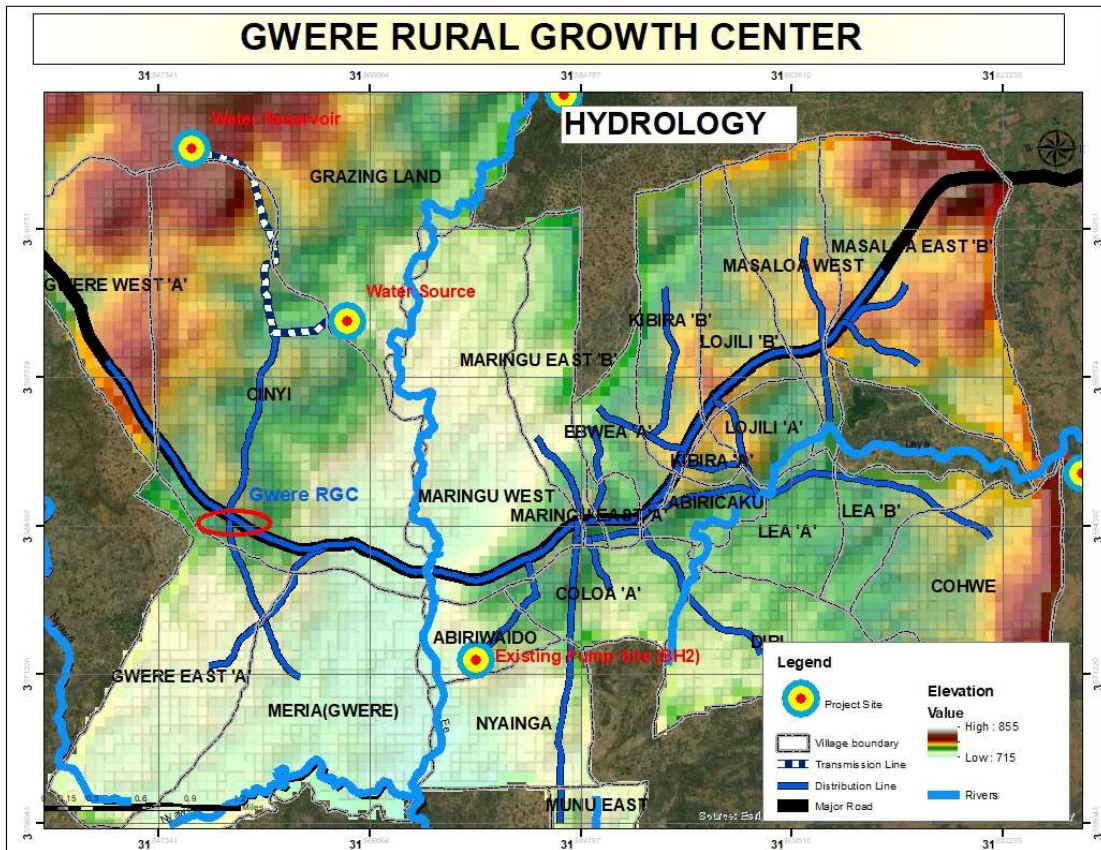 GWERE RURAL GROWTH CENTER
HYDROLOGY
Water Reservoir
GRAZING LAND
MASALOA EAST 'B'
MASALOA WEST
GWERE WEST 'A'
Water Source
KIBIRA 'B'
LOJILI 'B'
MARINGU EAST 'B'
CINYI
EBWEA 'A'
LOJILI 'A'
KIBIRA 'A'
MARINGU WEST
Gwere RGC
ABIRICAKU
MARINGU EAST 'A'
LEA 'B'
LEA 'A'
COHWE
COLOA 'A'
ABIRIWAIDO
Existing Pump Site (BH2)
GWERE EAST 'A'
MERIA(GWERE)
NYAINGA
MUNU EAST
Miles
Legend
Project Site
Village boundary
Transmission Line
Distribution Line
Major Road
Elevation
Value
High : 855
Low : 715
Rivers